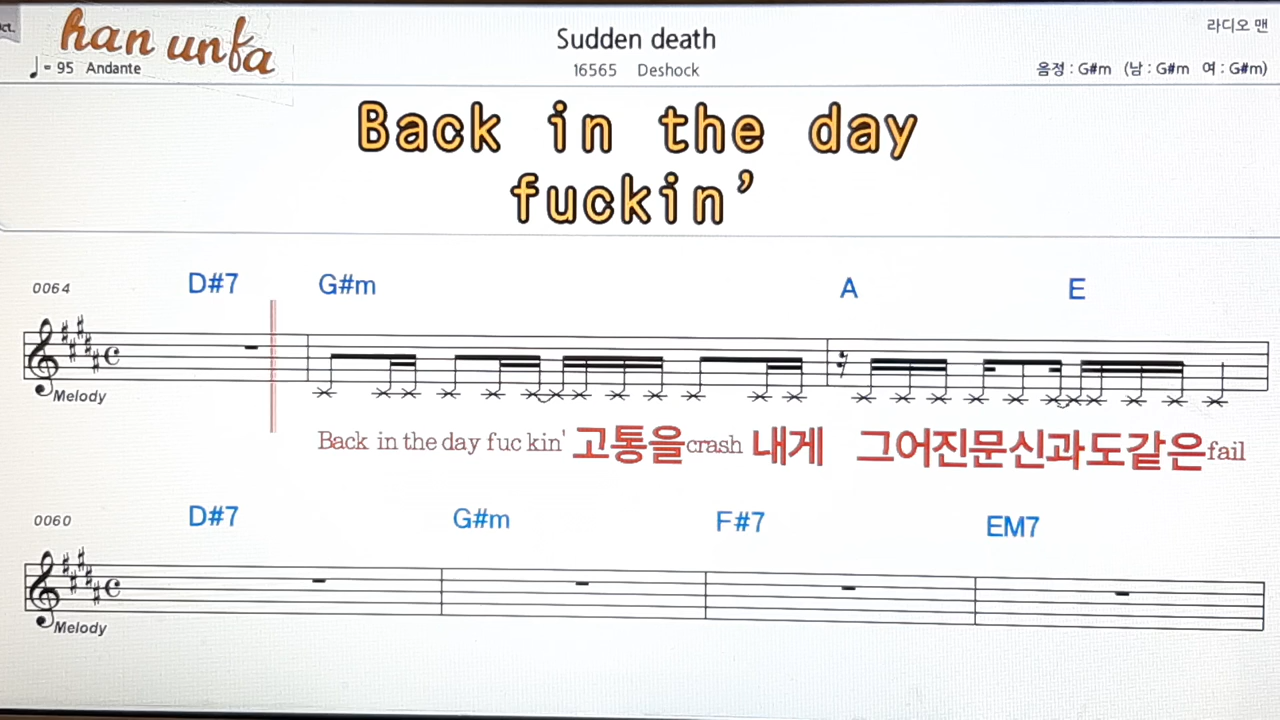 ct.
han unfa
Sudden death
라디오 맨
♩= 95 Andante
16565 Deshock
음정 : G#m (남 : G#m 여 : G#m)
Back in the day
fuckin’
0064 D#7 G#m A E
Melody
Back in the day fuc kin' 고통을crash 내게 그어진문신과도같은fail
0060 D#7 G#m F#7 EM7
Melody